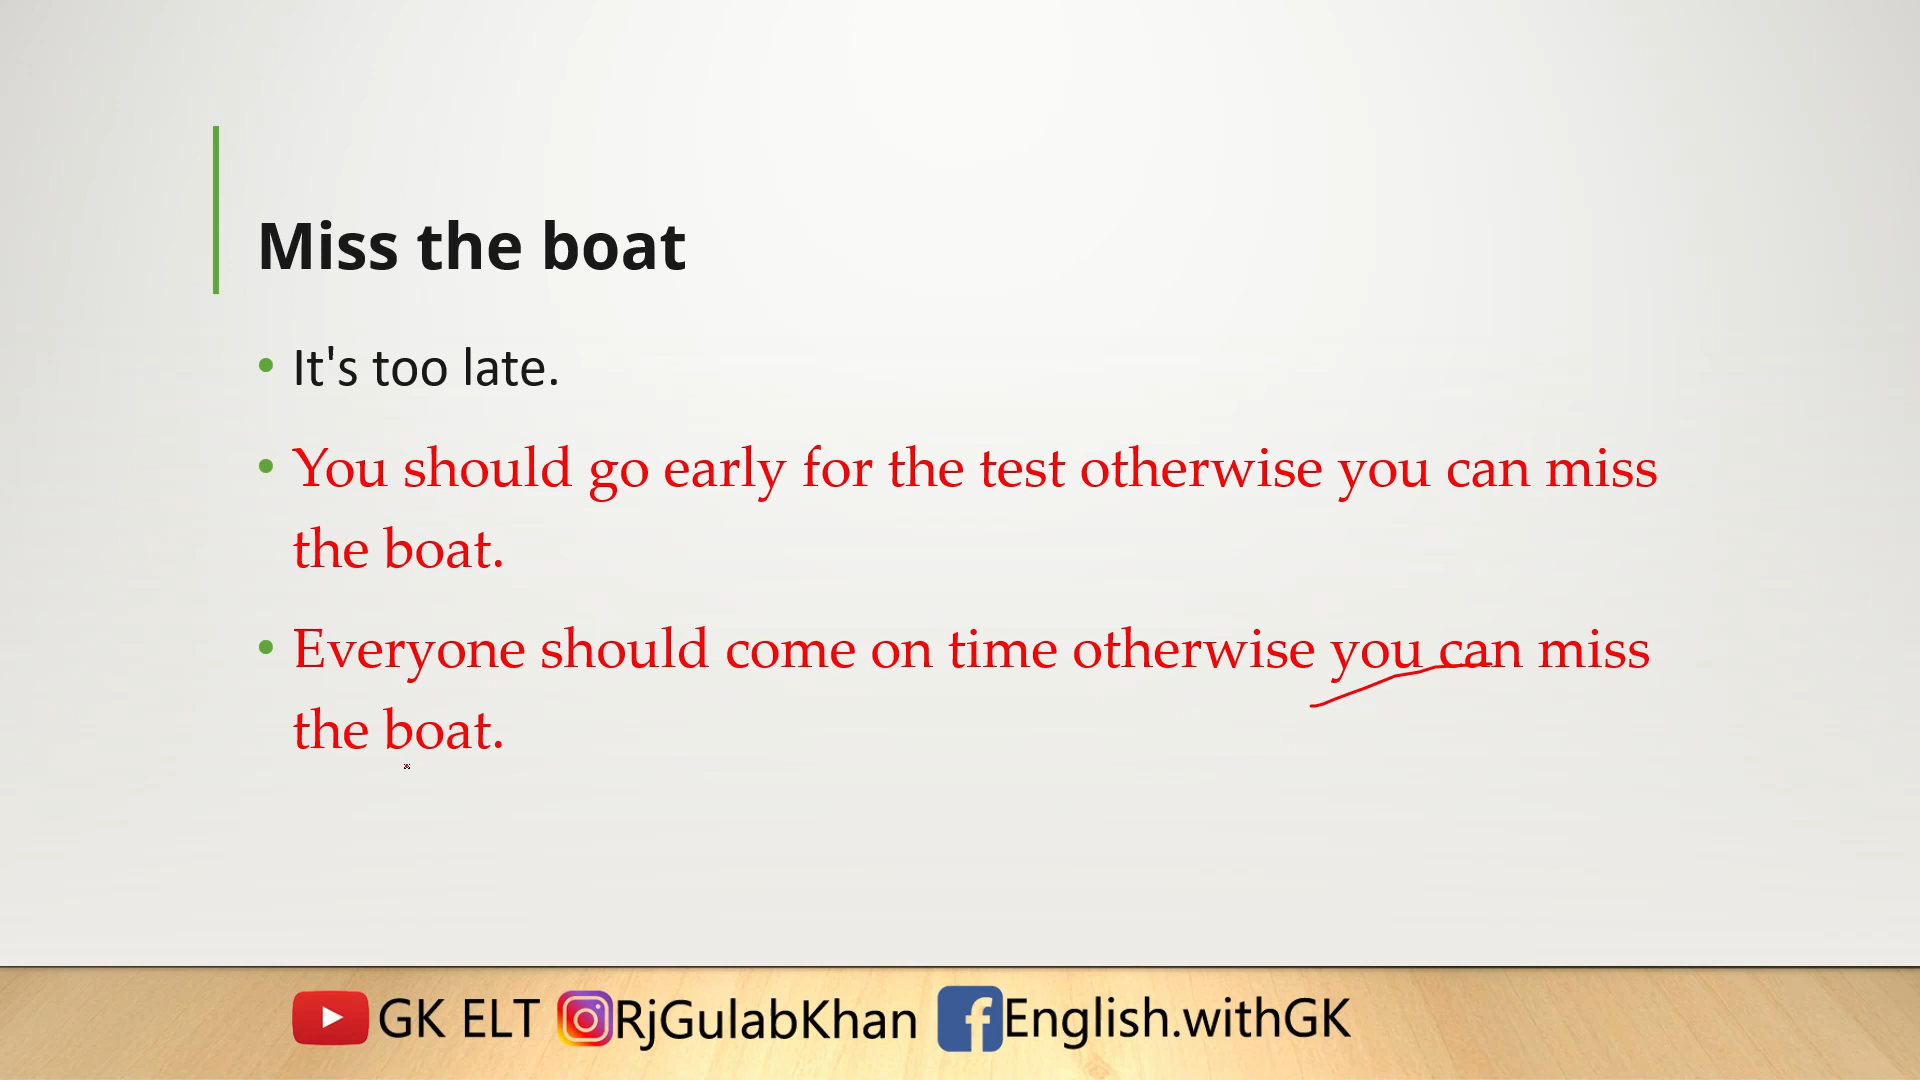 Miss the boat
• It's too late.
• You should go early for the test otherwise you can miss
the boat.
• Everyone should come on time otherwise you can miss
the boat.
GK ELT RjGulabKhan English.withGK